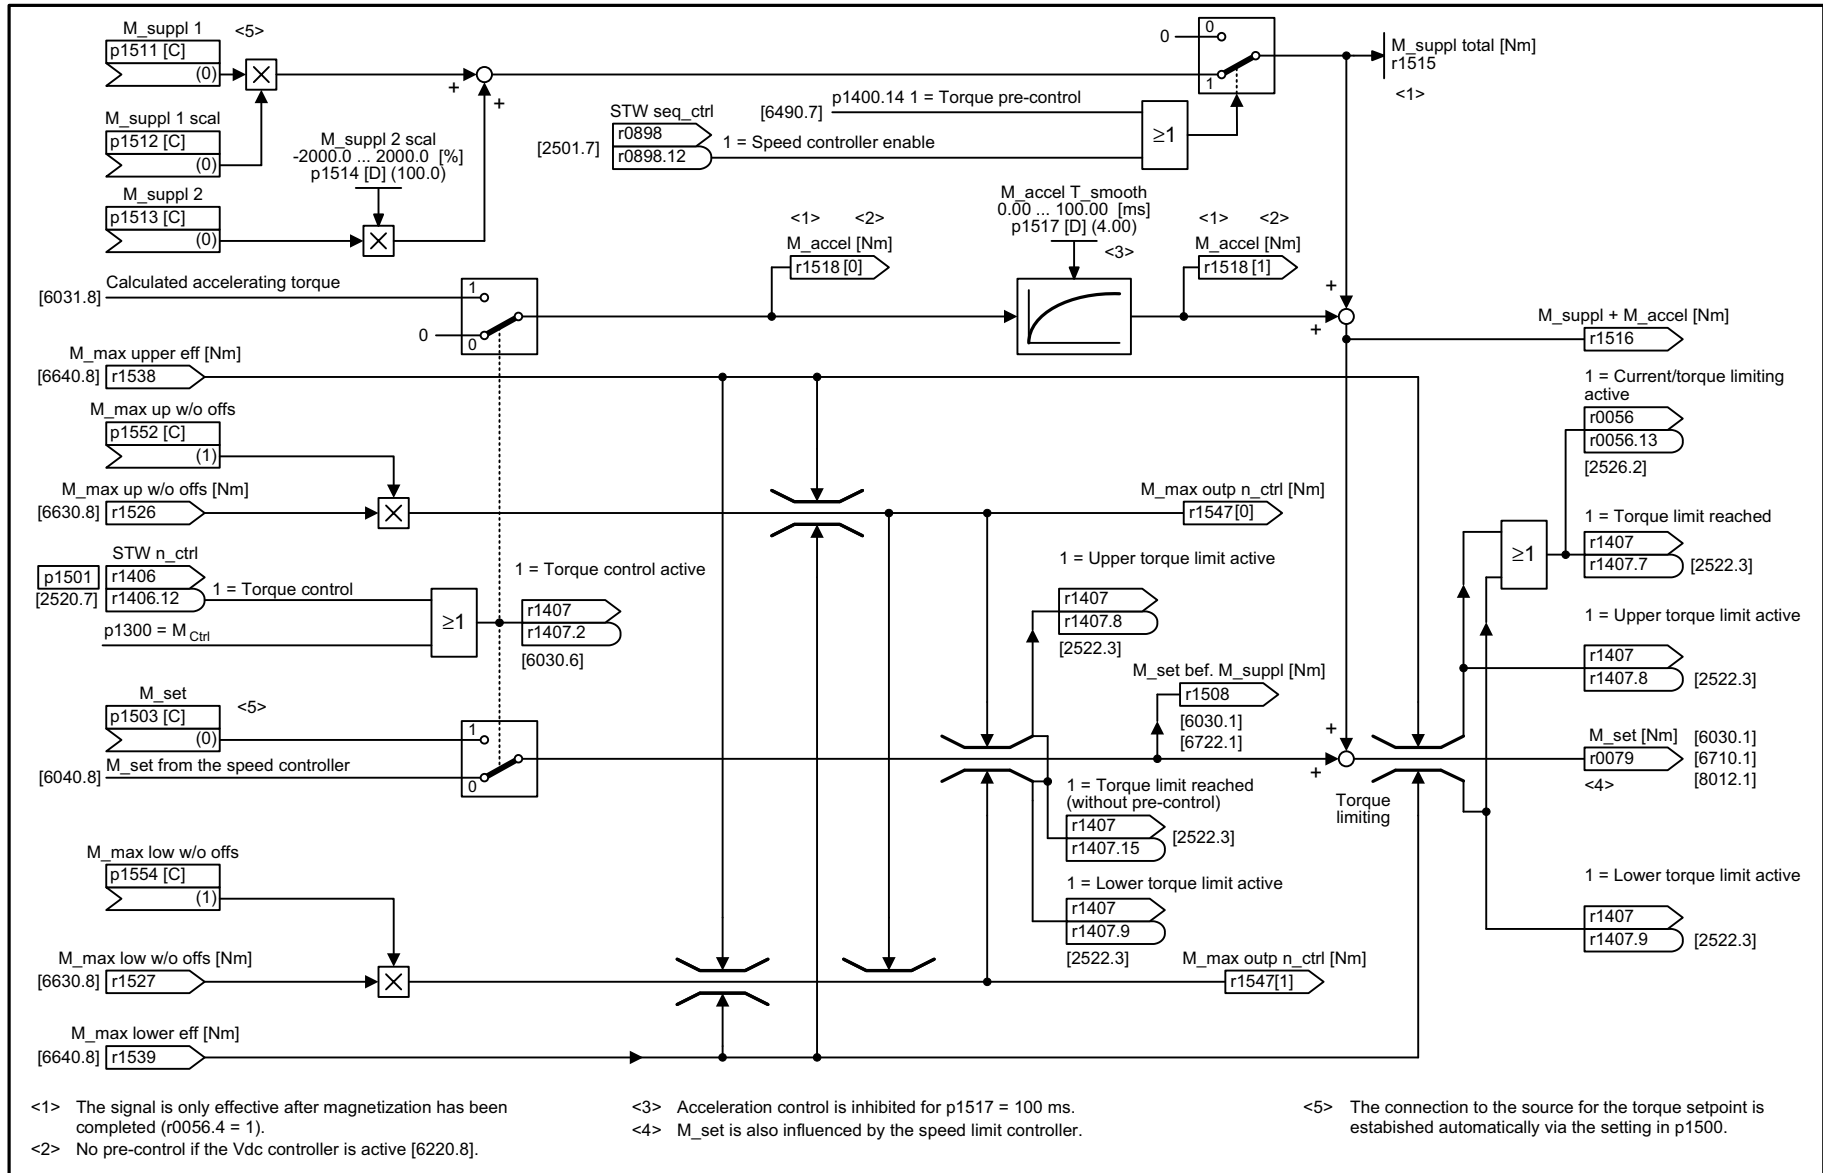 M_suppl 1
<5>
p1511 [C]
(0)
M_suppl 1 scal
p1512 [C]
(0)
M_suppl 2
p1513 [C]
(0)
M_suppl 2 scal
-2000.0 ... 2000.0 [%]
p1514 [D] (100.0)
+
+
0
0
1
M_suppl total [Nm]
r1515
<1>
[6490.7]
p1400.14 1 = Torque pre-control
STW seq_ctrl
r0898
r0898.12
[2501.7]
1 = Speed controller enable
≥1
M_accel T_smooth
0.00 ... 100.00 [ms]
p1517 [D] (4.00)
<3>
<1> <2>
M_accel [Nm]
r1518 [0]
<1> <2>
M_accel [Nm]
r1518 [1]
[6031.8]
Calculated accelerating torque
1
0
0
+
+
M_suppl + M_accel [Nm]
r1516
M_max upper eff [Nm]
[6640.8]
r1538
M_max up w/o offs
p1552 [C]
(1)
M_max up w/o offs [Nm]
[6630.8]
r1526
M_max outp n_ctrl [Nm]
r1547[0]
1 = Current/torque limiting
active
r0056
r0056.13
[2526.2]
1 = Torque limit reached
r1407
r1407.7
[2522.3]
≥1
STW n_ctrl
p1501
r1406
[2520.7]
r1406.12
1 = Torque control
p1300 = M Ctrl
≥1
1 = Torque control active
r1407
r1407.2
[6030.6]
1 = Upper torque limit active
r1407
r1407.8
[2522.3]
1 = Upper torque limit active
r1407
r1407.8
[2522.3]
M_set bef. M_suppl [Nm]
r1508
[6030.1]
[6722.1]
M_set
<5>
p1503 [C]
(0)
1
[6040.8]
M_set from the speed controller
0
+
+
M_set [Nm]
r0079
<4>
[6030.1]
[6710.1]
[8012.1]
Torque
limiting
1 = Torque limit reached
(without pre-control)
r1407
r1407.15
[2522.3]
1 = Lower torque limit active
r1407
r1407.9
[2522.3]
1 = Lower torque limit active
r1407
r1407.9
[2522.3]
M_max low w/o offs
p1554 [C]
(1)
M_max low w/o offs [Nm]
[6630.8]
r1527
M_max outp n_ctrl [Nm]
r1547[1]
M_max lower eff [Nm]
[6640.8]
r1539
<1> The signal is only effective after magnetization has been
completed (r0056.4 = 1).
<2> No pre-control if the Vdc controller is active [6220.8].
<3> Acceleration control is inhibited for p1517 = 100 ms.
<4> M_set is also influenced by the speed limit controller.
<5> The connection to the source for the torque setpoint is
estabished automatically via the setting in p1500.